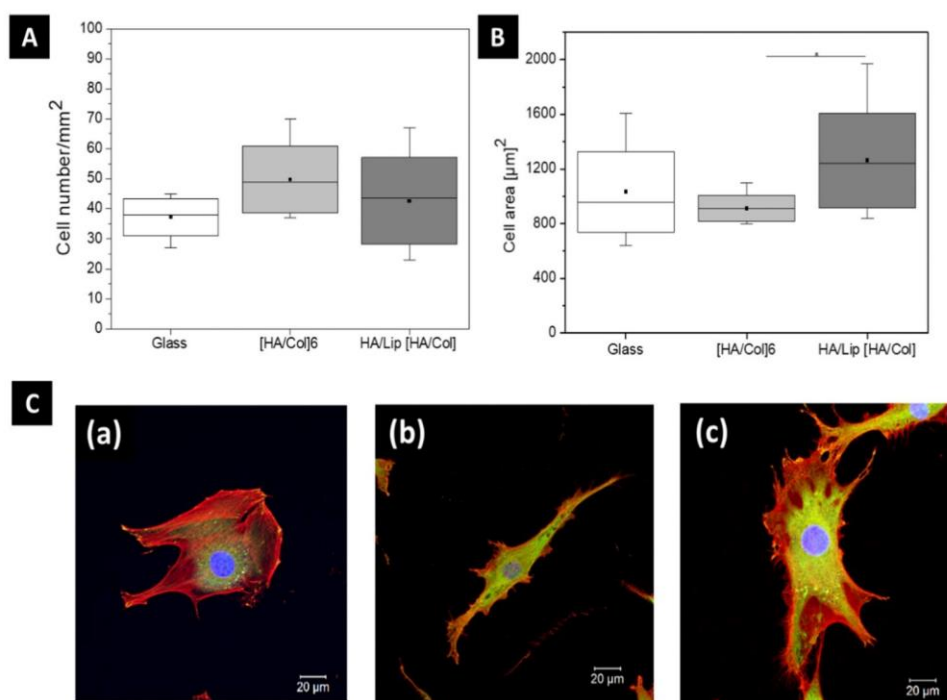 A
Cell number/mm²
100
90
80
70
60
50
40
30
20
10
0
Glass
[HA/Col]6
HA/Lip [HA/Col]
B
Cell area [µm]²
2000
1600
1200
800
400
0
Glass
[HA/Col]6
HA/Lip [HA/Col]
*
C
(a)
20 µm
(b)
20 µm
(c)
20 µm